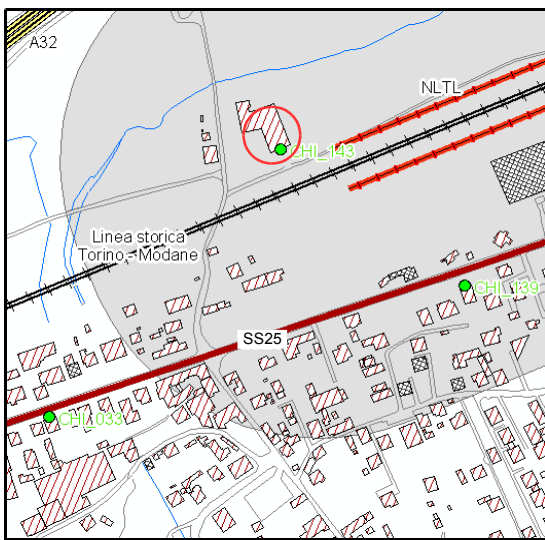 A32
NLTL
CHI_143
Linea storica
Torino - Modane
CHI_139
SS25
CHI_033